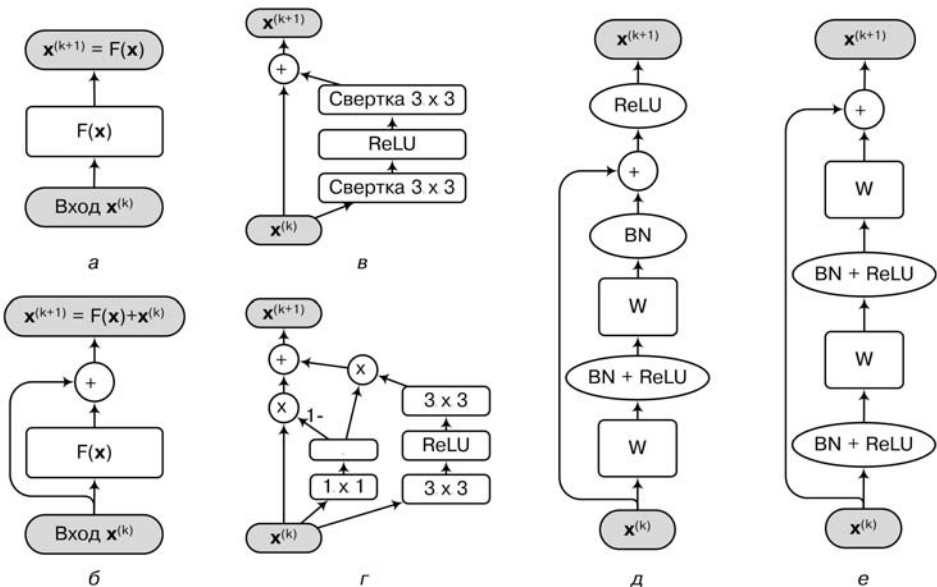 x(k+1) = F(x)
F(x)
Вход x(k)
а
x(k+1) = F(x)+x(k)
+
F(x)
Вход x(k)
б
x(k+1)
+
Свертка 3 x 3
ReLU
Свертка 3 x 3
x(k)
в
x(k+1)
+
x
x
1-
3 x 3
ReLU
1 x 1
3 x 3
x(k)
г
x(k+1)
ReLU
+
BN
W
BN + ReLU
W
x(k)
д
x(k+1)
+
W
BN + ReLU
W
BN + ReLU
x(k)
е